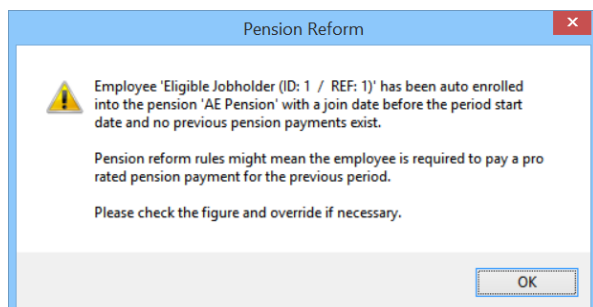 Pension Reform
Employee 'Eligible Jobholder (ID: 1 / REF: 1)' has been auto enrolled
into the pension 'AE Pension' with a join date before the period start
date and no previous pension payments exist.
Pension reform rules might mean the employee is required to pay a pro
rated pension payment for the previous period.
Please check the figure and override if necessary.
OK